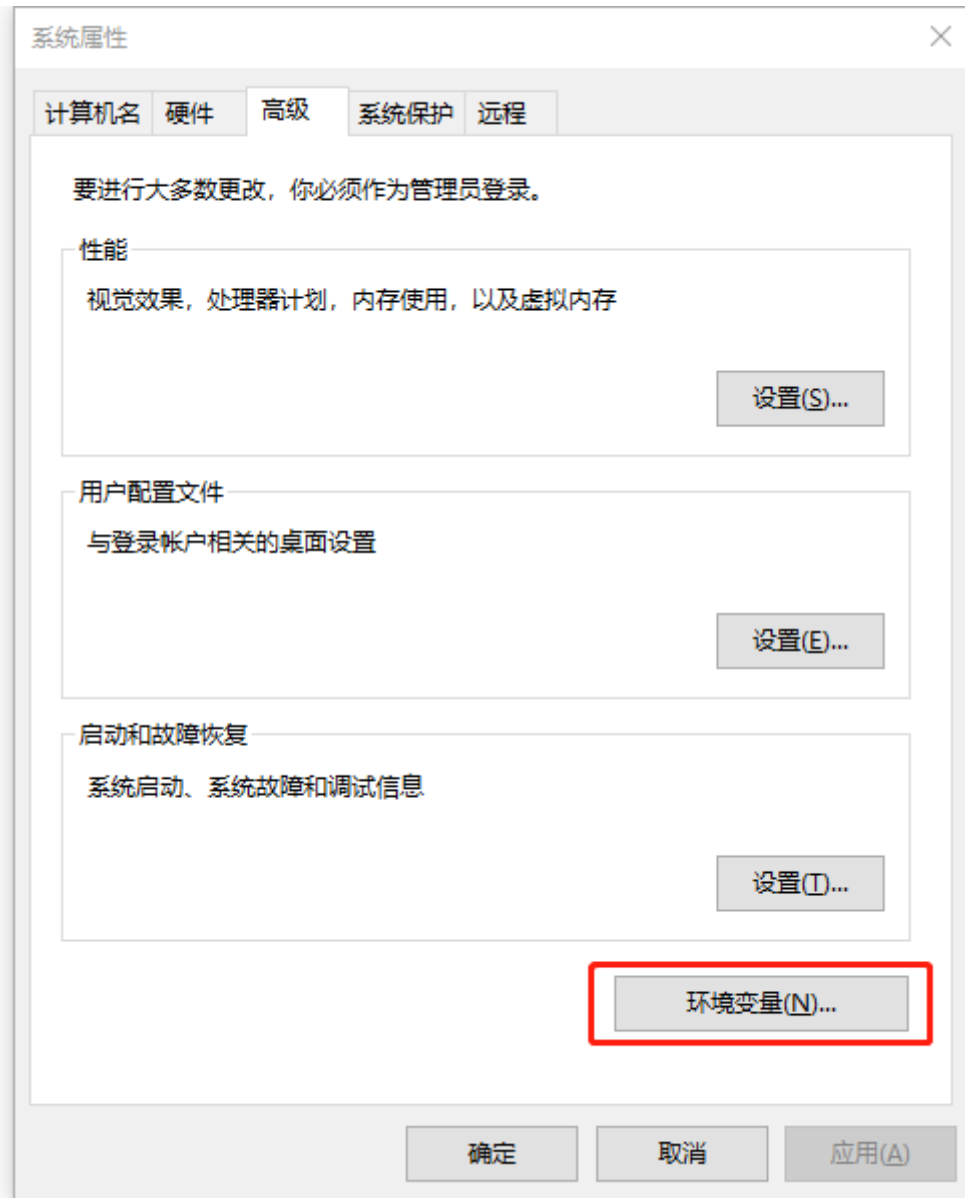 系统属性
计算机名 硬件 高级 系统保护 远程
要进行大多数更改，你必须作为管理员登录。
性能
视觉效果，处理器计划，内存使用，以及虚拟内存
设置(S)...
用户配置文件
与登录帐户相关的桌面设置
设置(E)...
启动和故障恢复
系统启动、系统故障和调试信息
设置(T)...
环境变量(N)...
确定 取消 应用(A)